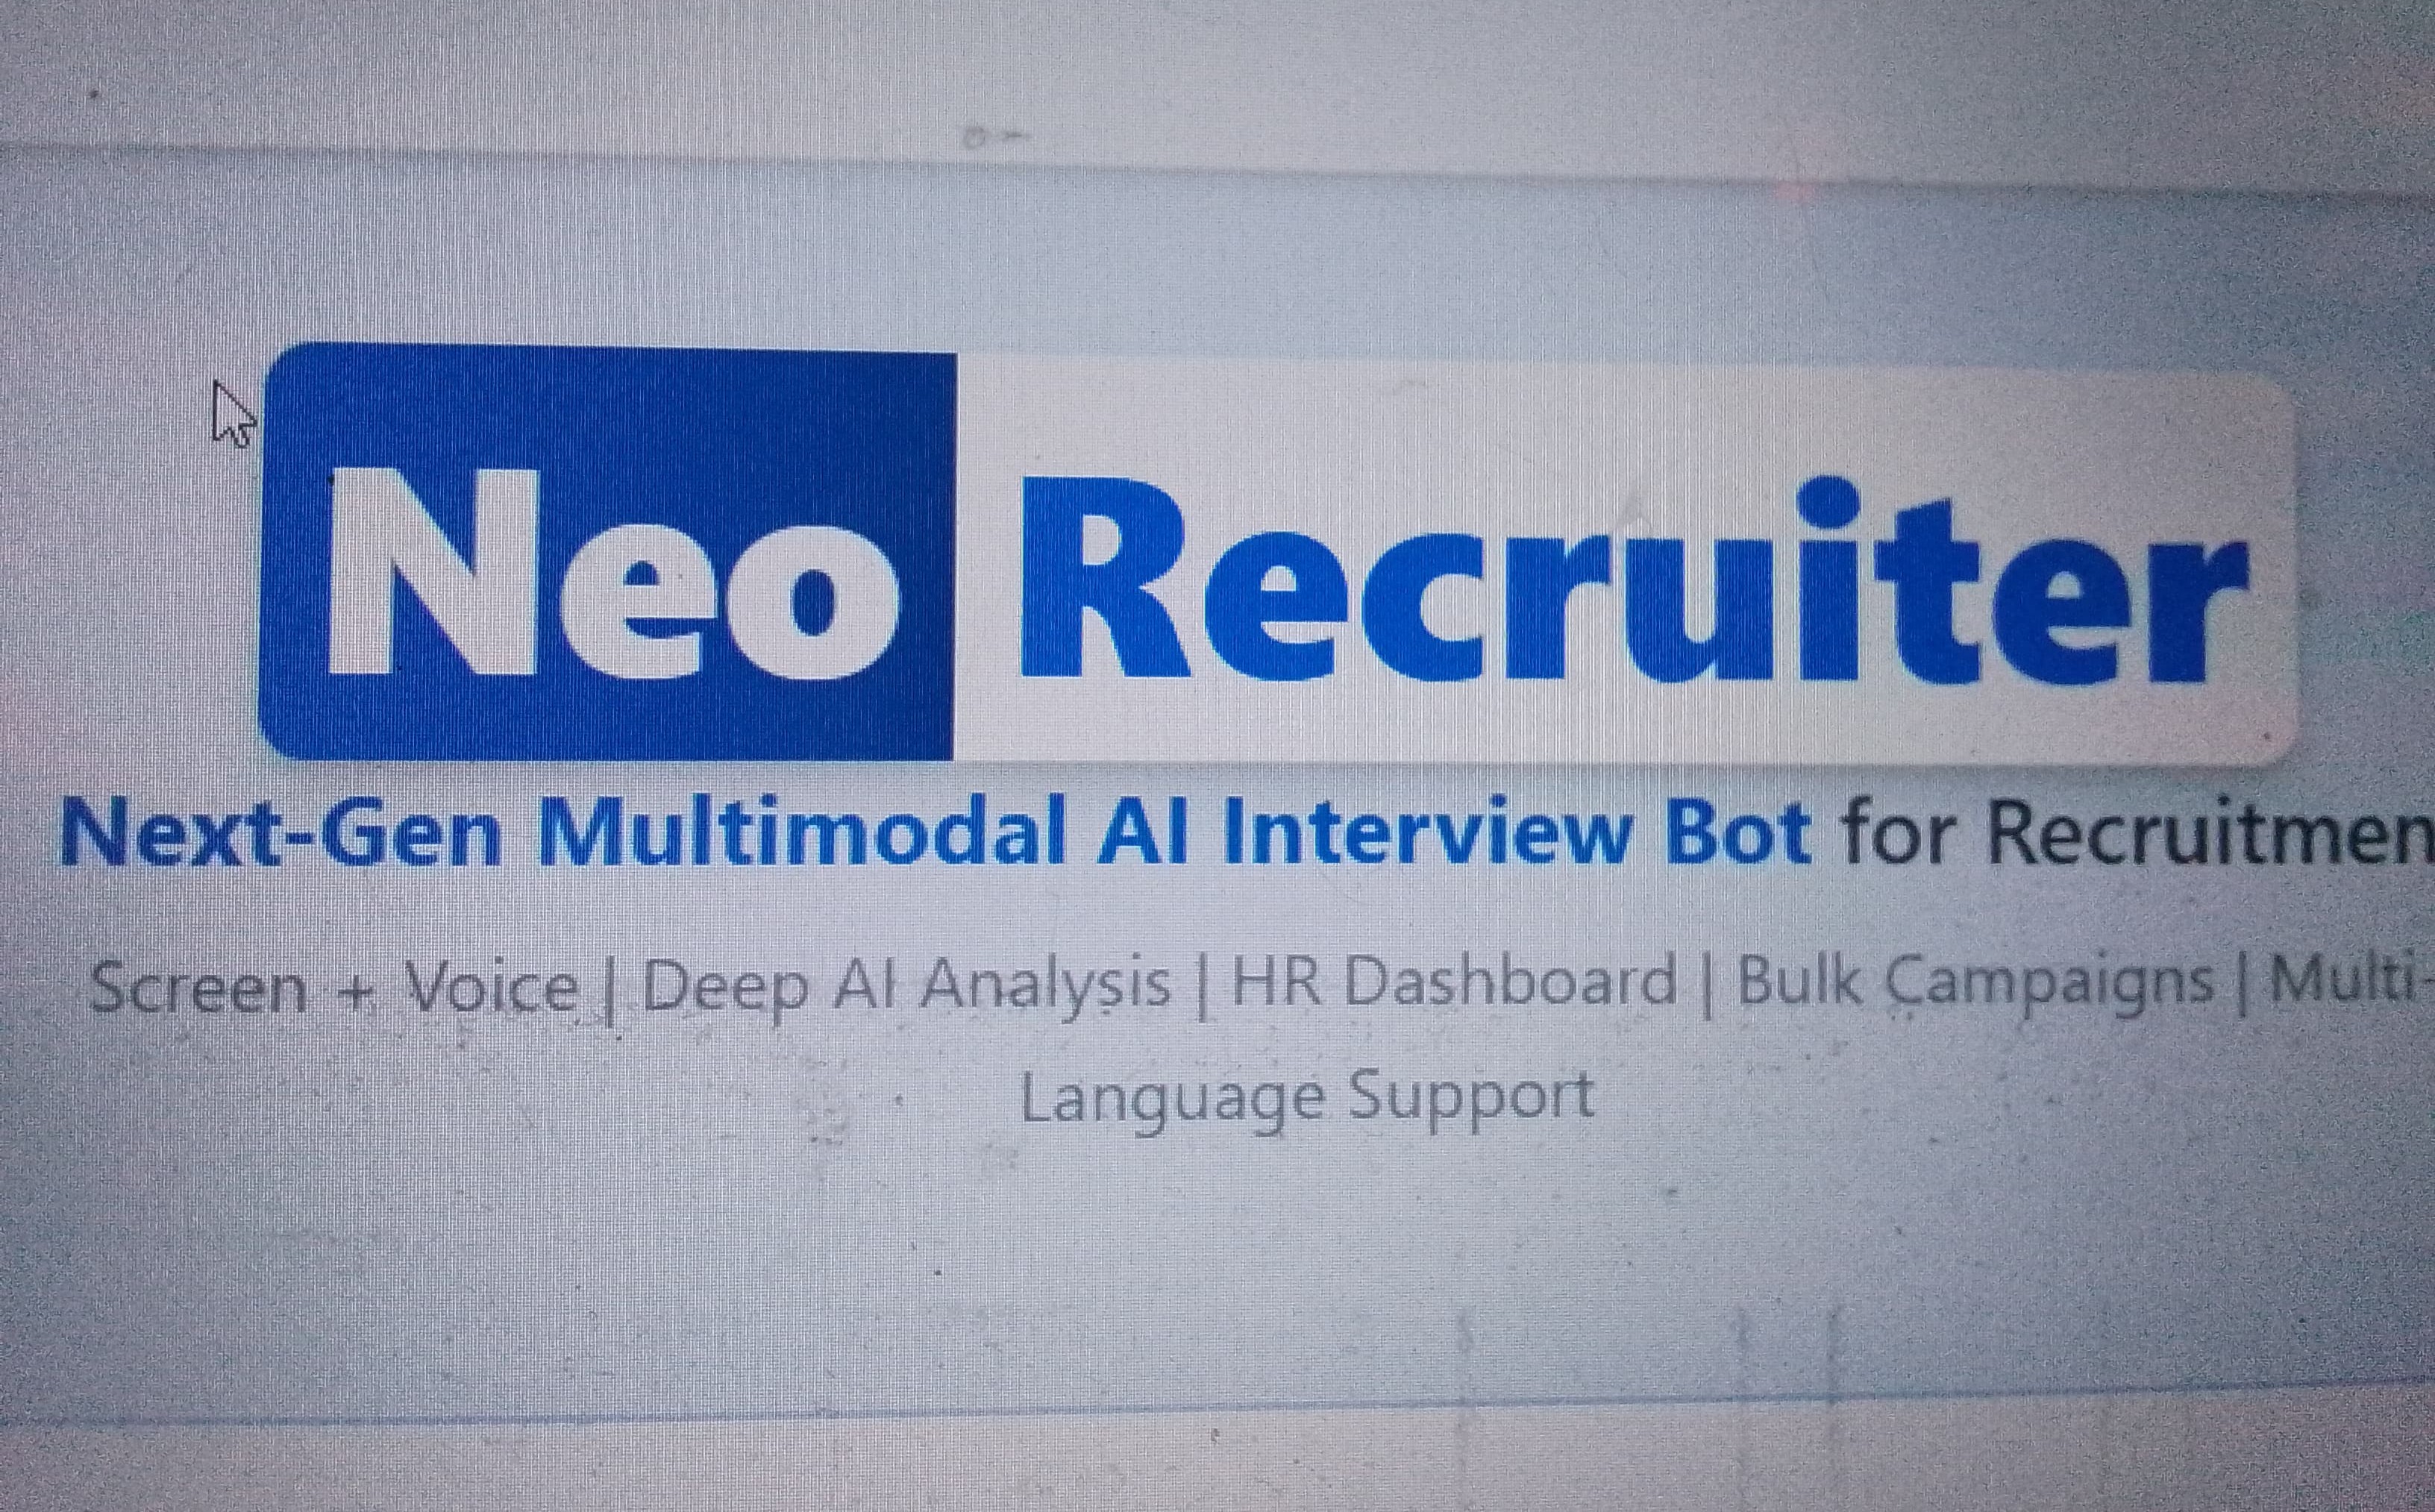 Neo Recruiter
Next-Gen Multimodal AI Interview Bot for Recruitmen
Screen + Voice | Deep AI Analysis | HR Dashboard | Bulk Campaigns | Multi-
Language Support